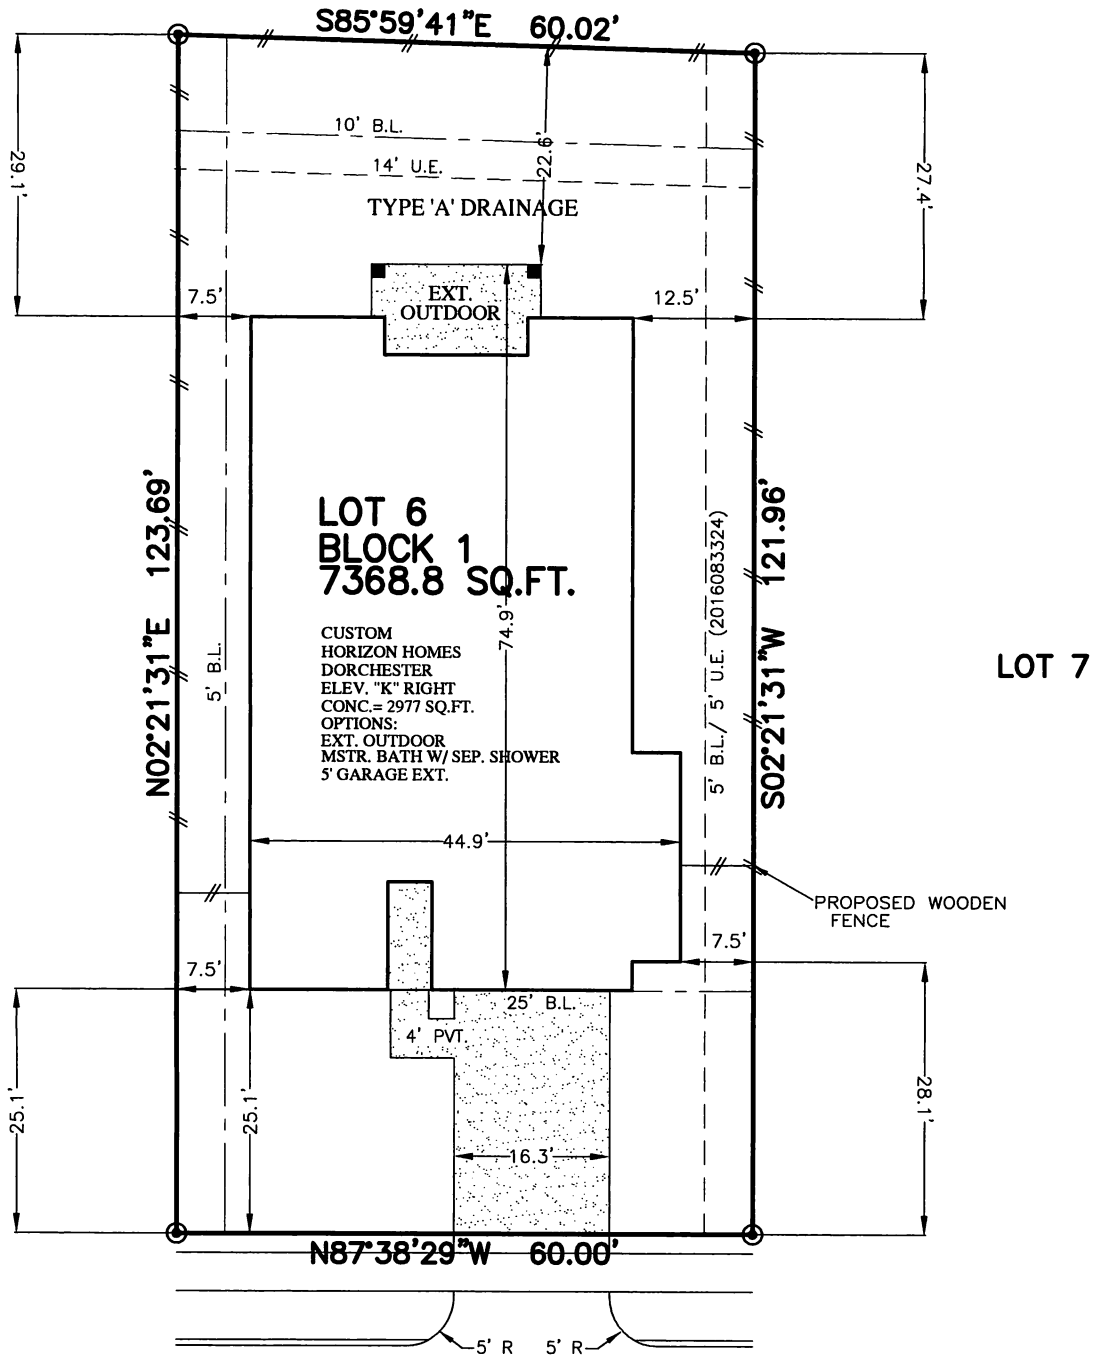 S85°59'41"E 60.02'
10' B.L.
14' U.E.
22.6'
29.1'
27.4'
TYPE 'A' DRAINAGE
7.5'
EXT.
OUTDOOR
12.5'
N02°21'31"E 123.69'
LOT 6
BLOCK 1
7368.8 SQ.FT.
74.9'
5' B.L./ 5' U.E. (2016083324)
S02°21'31"W 121.96'
LOT 7
5' B.L.
CUSTOM
HORIZON HOMES
DORCHESTER
ELEV. "K" RIGHT
CONC.= 2977 SQ.FT.
OPTIONS:
EXT. OUTDOOR
MSTR. BATH W/ SEP. SHOWER
5' GARAGE EXT.
44.9'
PROPOSED WOODEN
FENCE
7.5'
7.5'
25' B.L.
4' PVT.
25.1'
25.1'
28.1'
16.3'
N87°38'29"W 60.00'
5' R 5' R